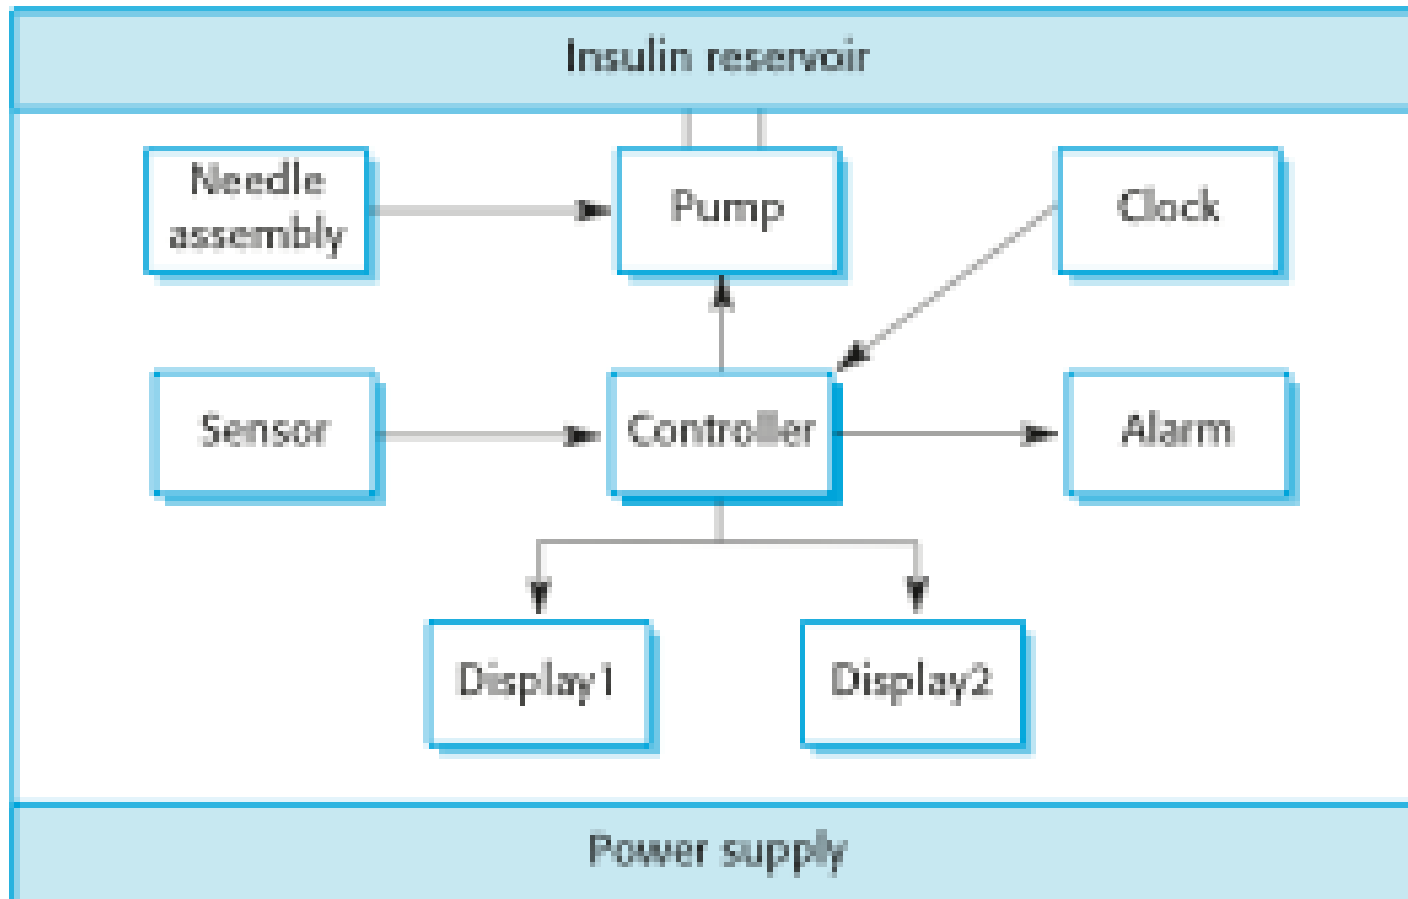 Insulin reservoir
Needle
assembly
Pump
Clock
Sensor
Controller
Alarm
Display1
Display2
Power supply